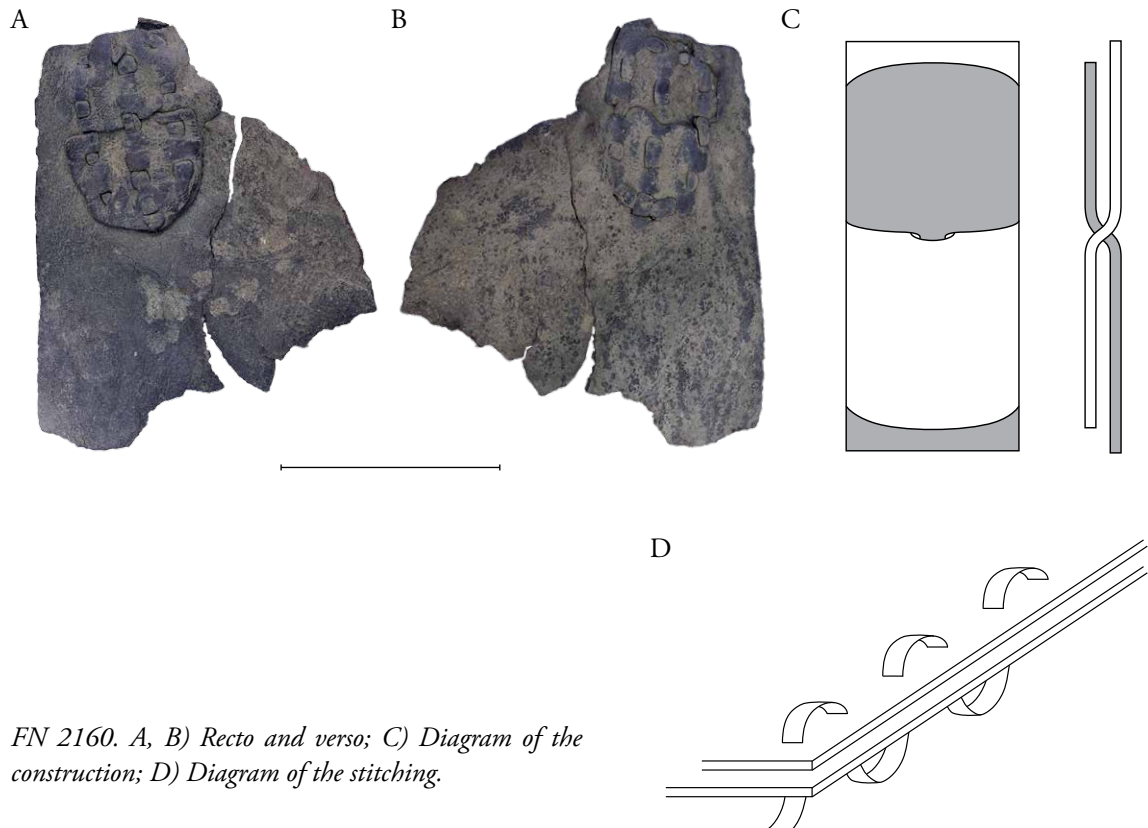 A
B
C
D
FN 2160. A, B) Recto and verso; C) Diagram of the
construction; D) Diagram of the stitching.